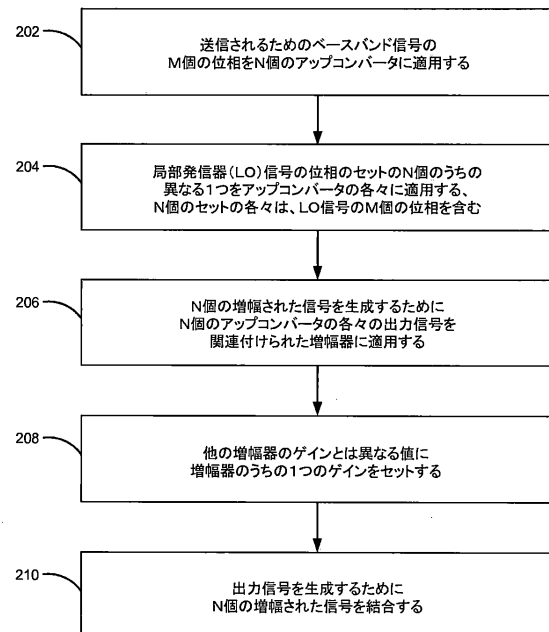 202
送信されるためのベースバンド信号の
M個の位相をN個のアップコンバータに適用する
204
局部発信器(LO)信号の位相のセットのN個のうちの
異なる1つをアップコンバータの各々に適用する、
N個のセットの各々は、LO信号のM個の位相を含む
206
N個の増幅された信号を生成するために
N個のアップコンバータの各々の出力信号を
関連付けられた増幅器に適用する
208
他の増幅器のゲインとは異なる値に
増幅器のうちの1つのゲインをセットする
210
出力信号を生成するために
N個の増幅された信号を結合する